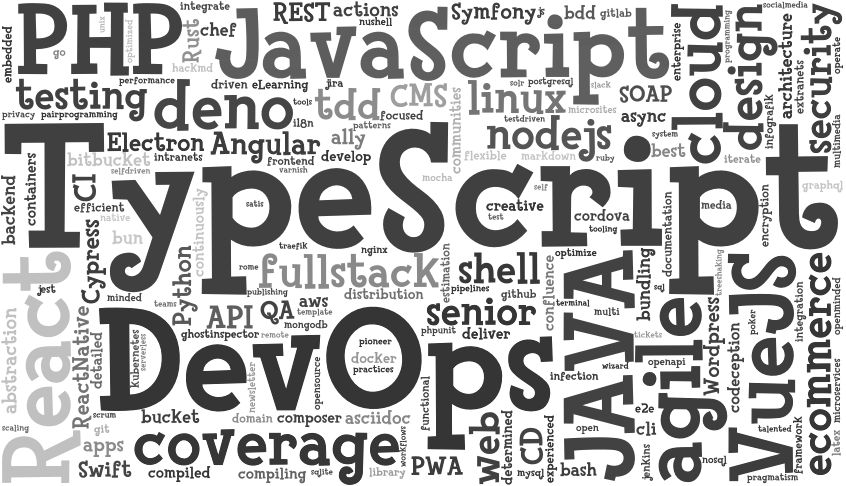 PHP
JavaScript
REST
actions
nushell
Symfony
js
bdd
gitlab
integrate
embedded
go
unix
optimized
Rust
chef
hackmd
performance
testing
deno
driven
eLearning
jira
tools
tdd
CMS
focused
patterns
i18n
communities
linux
solr
postgresql
slack
microsites
SOAP
enterprise
cloud
programming
design
socialmedia
architecture
extranets
infografik
security
operate
multimedia
privacy
pairprogramming
Electron
Angular
ally
testdriven
nodejs
async
system
best
iterate
bitbucket
intranets
selfdriven
frontend
varnish
develop
flexible
markdown
ruby
graphql
TypeScript
backend
containers
CI
efficient
native
bun
continuously
satis
mocha
self
creative
test
cordova
tooling
media
documentation
encryption
traefik
nginx
React
jest
Cypress
minded
teams
Python
rome
publishing
fullstack
distribution
estimation
shell
pipelines
github
confluence
optimize
terminal
bundling
sql
treeshaking
multi
JAVA
VueJS
integration
ecommerce
openminded
abstraction
ReactNative
detailed
kubernetes
serverless
API
QA
aws
template
mongodb
ghostinspector
remote
senior
phpunit
deliver
DevOps
pioneer
docker
practices
opensource
newsletter
infection
wizard
tickets
openapi
agile
Wordpress
codeception
poker
microservices
scaling
scrum
git
apps
Swift
bucket
domain
composer
asciidoc
functional
coverage
workflows
compiled
compiling
sqlite
library
PWA
web
determined
CD
mysql
experienced
bash
open
e2e
cli
jenkins
nosql
talented
pragmatism
framework
latex